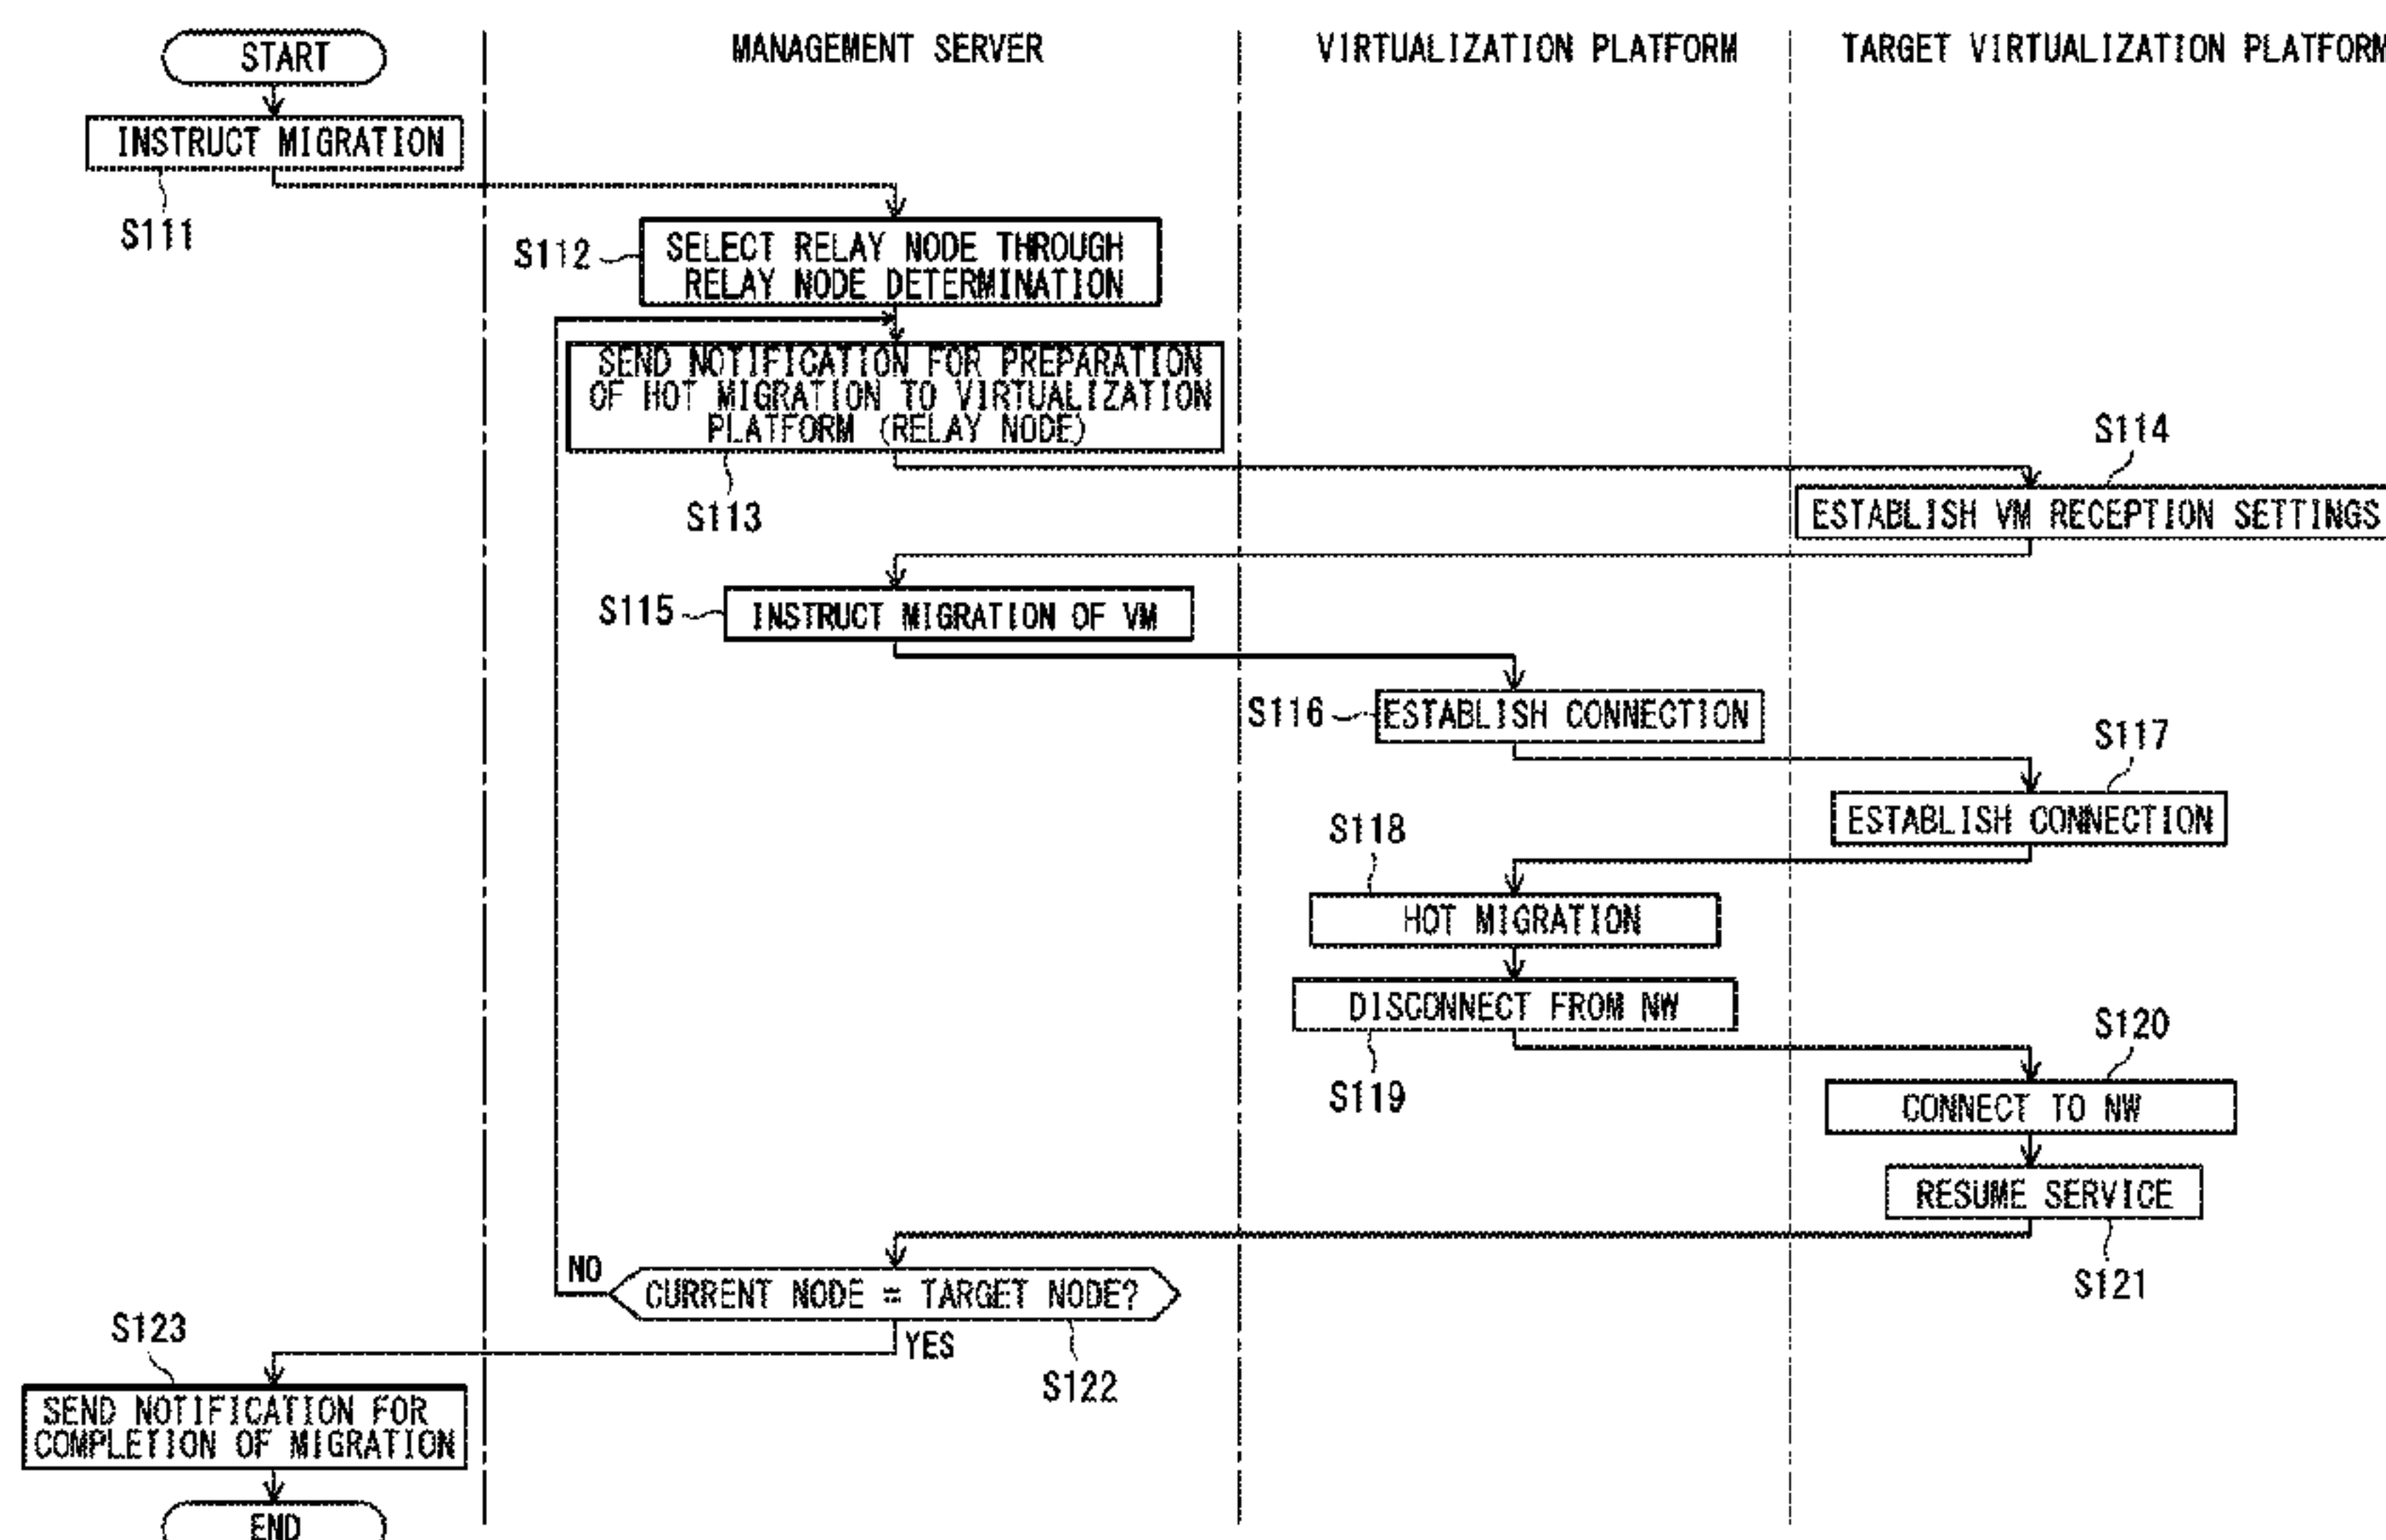 START
MANAGEMENT SERVER
VIRTUALIZATION PLATFORM
TARGET VIRTUALIZATION PLATFORM
INSTRUCT MIGRATION
S111
S112
SELECT RELAY NODE THROUGH
RELAY NODE DETERMINATION
SEND NOTIFICATION FOR PREPARATION
OF HOT MIGRATION TO VIRTUALIZATION
PLATFORM (RELAY NODE)
S113
S114
ESTABLISH VM RECEPTION SETTINGS
S115
INSTRUCT MIGRATION OF VM
S116
ESTABLISH CONNECTION
S117
ESTABLISH CONNECTION
S118
HOT MIGRATION
DISCONNECT FROM NW
S119
S120
CONNECT TO NW
RESUME SERVICE
S121
NO
CURRENT NODE = TARGET NODE?
YES
S122
S123
SEND NOTIFICATION FOR
COMPLETION OF MIGRATION
END